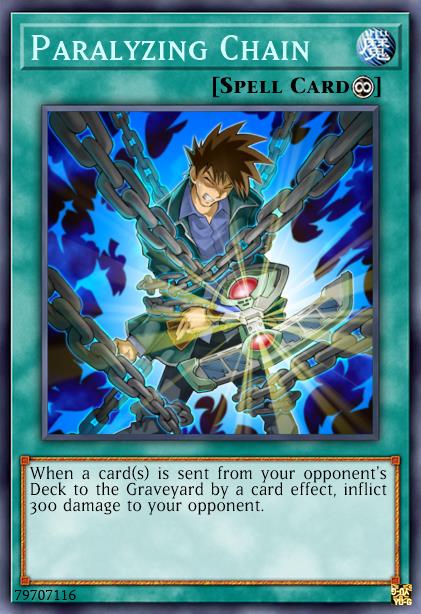 Paralyzing Chain
魔
[Spell Card]
When a card(s) is sent from your opponent's
Deck to the Graveyard by a card effect, inflict
300 damage to your opponent.
79707116